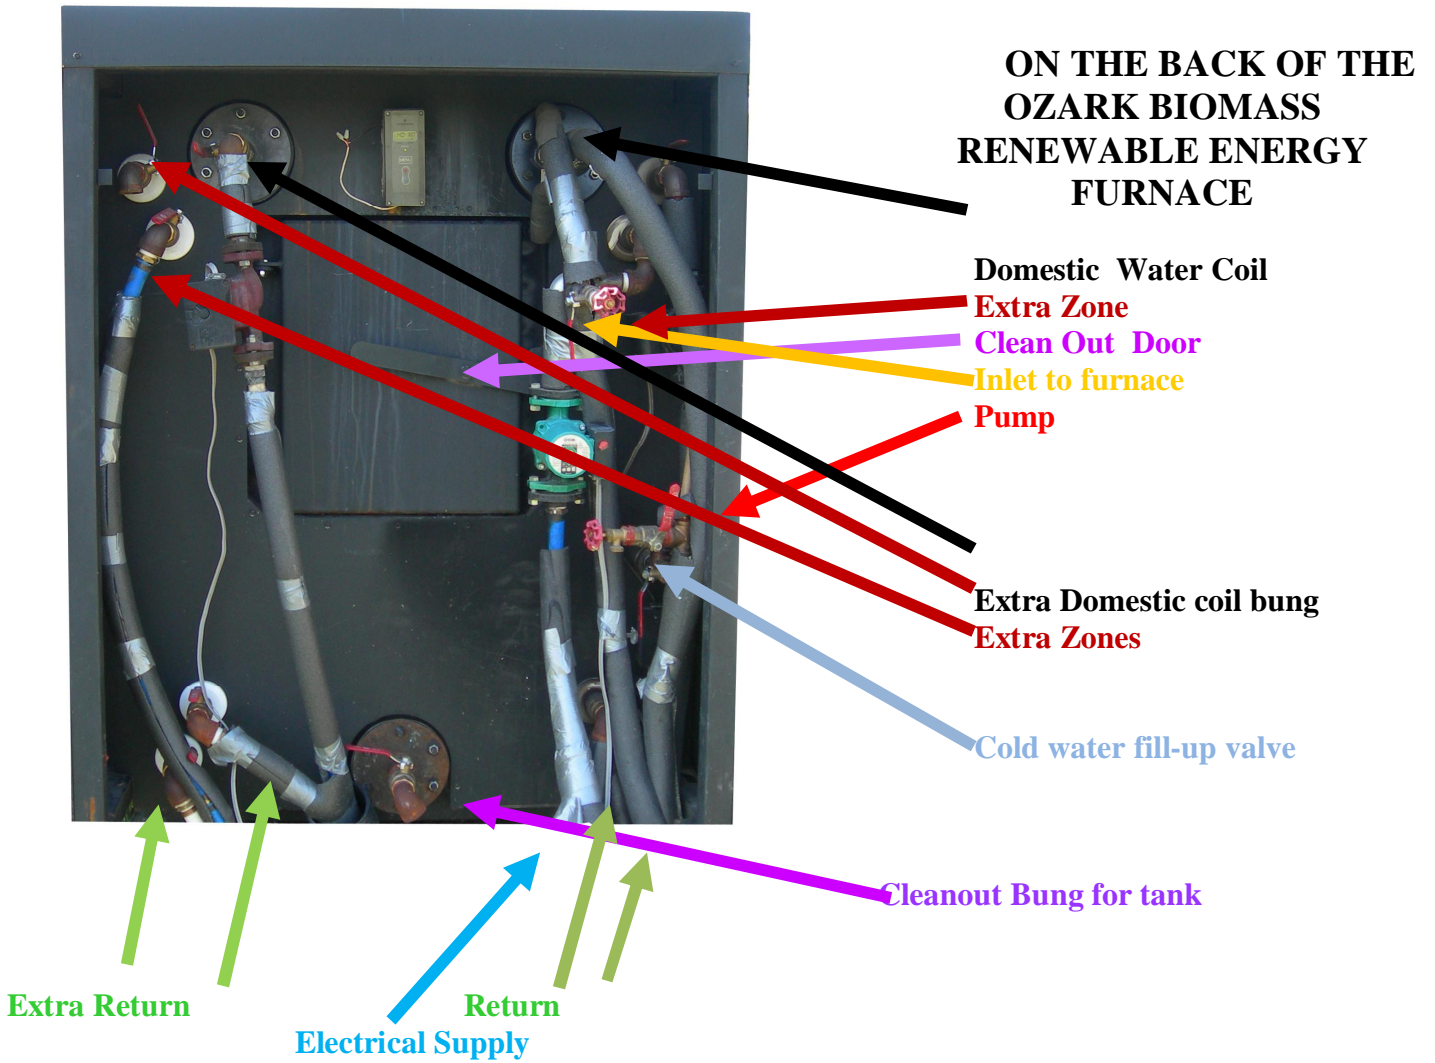 ON THE BACK OF THE
OZARK BIOMASS
RENEWABLE ENERGY
FURNACE
Domestic Water Coil
Extra Zone
Clean Out Door
Inlet to furnace
Pump
Extra Domestic coil bung
Extra Zones
Cold water fill-up valve
Cleanout Bung for tank
Extra Return
Return
Electrical Supply